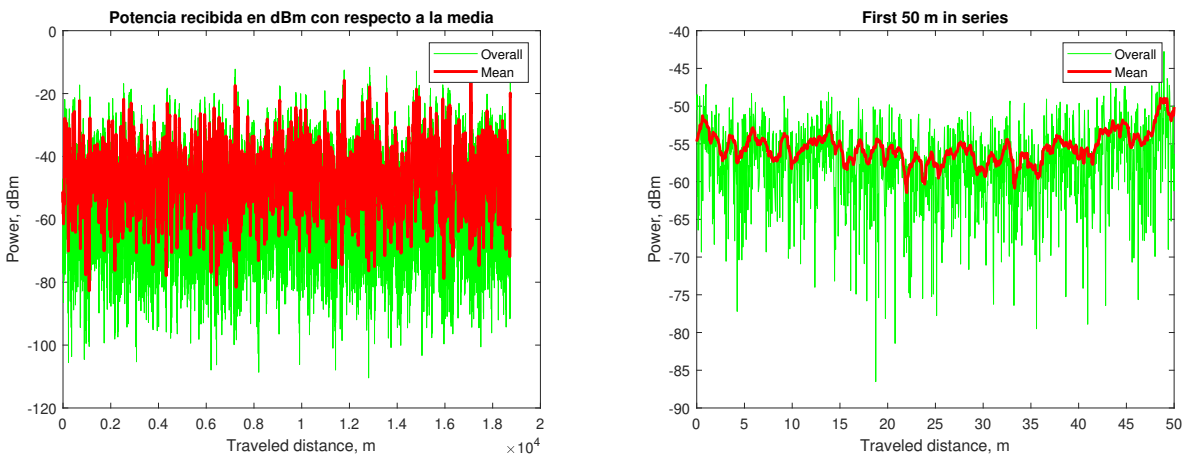 Potencia recibida en dBm con respecto a la media
0
-20
-40
-60
-80
-100
-120
Power, dBm
Overall
Mean
0 0.2 0.4 0.6 0.8 1 1.2 1.4 1.6 1.8 2
×10^4
Traveled distance, m
First 50 m in series
-40
-45
-50
-55
-60
-65
-70
-75
-80
-85
-90
Power, dBm
Overall
Mean
0 5 10 15 20 25 30 35 40 45 50
Traveled distance, m